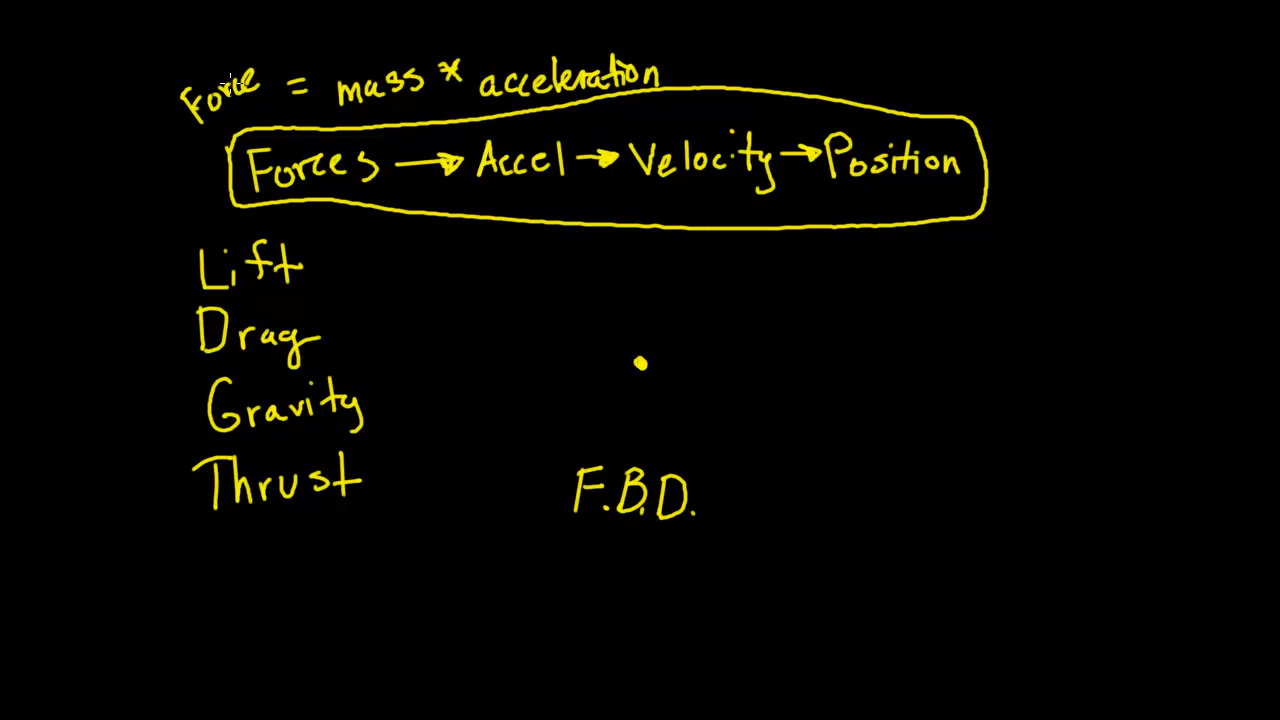 Force = mass * acceleration
Forces → Accel → Velocity → Position
Lift
Drag
Gravity
Thrust
F.B.D.